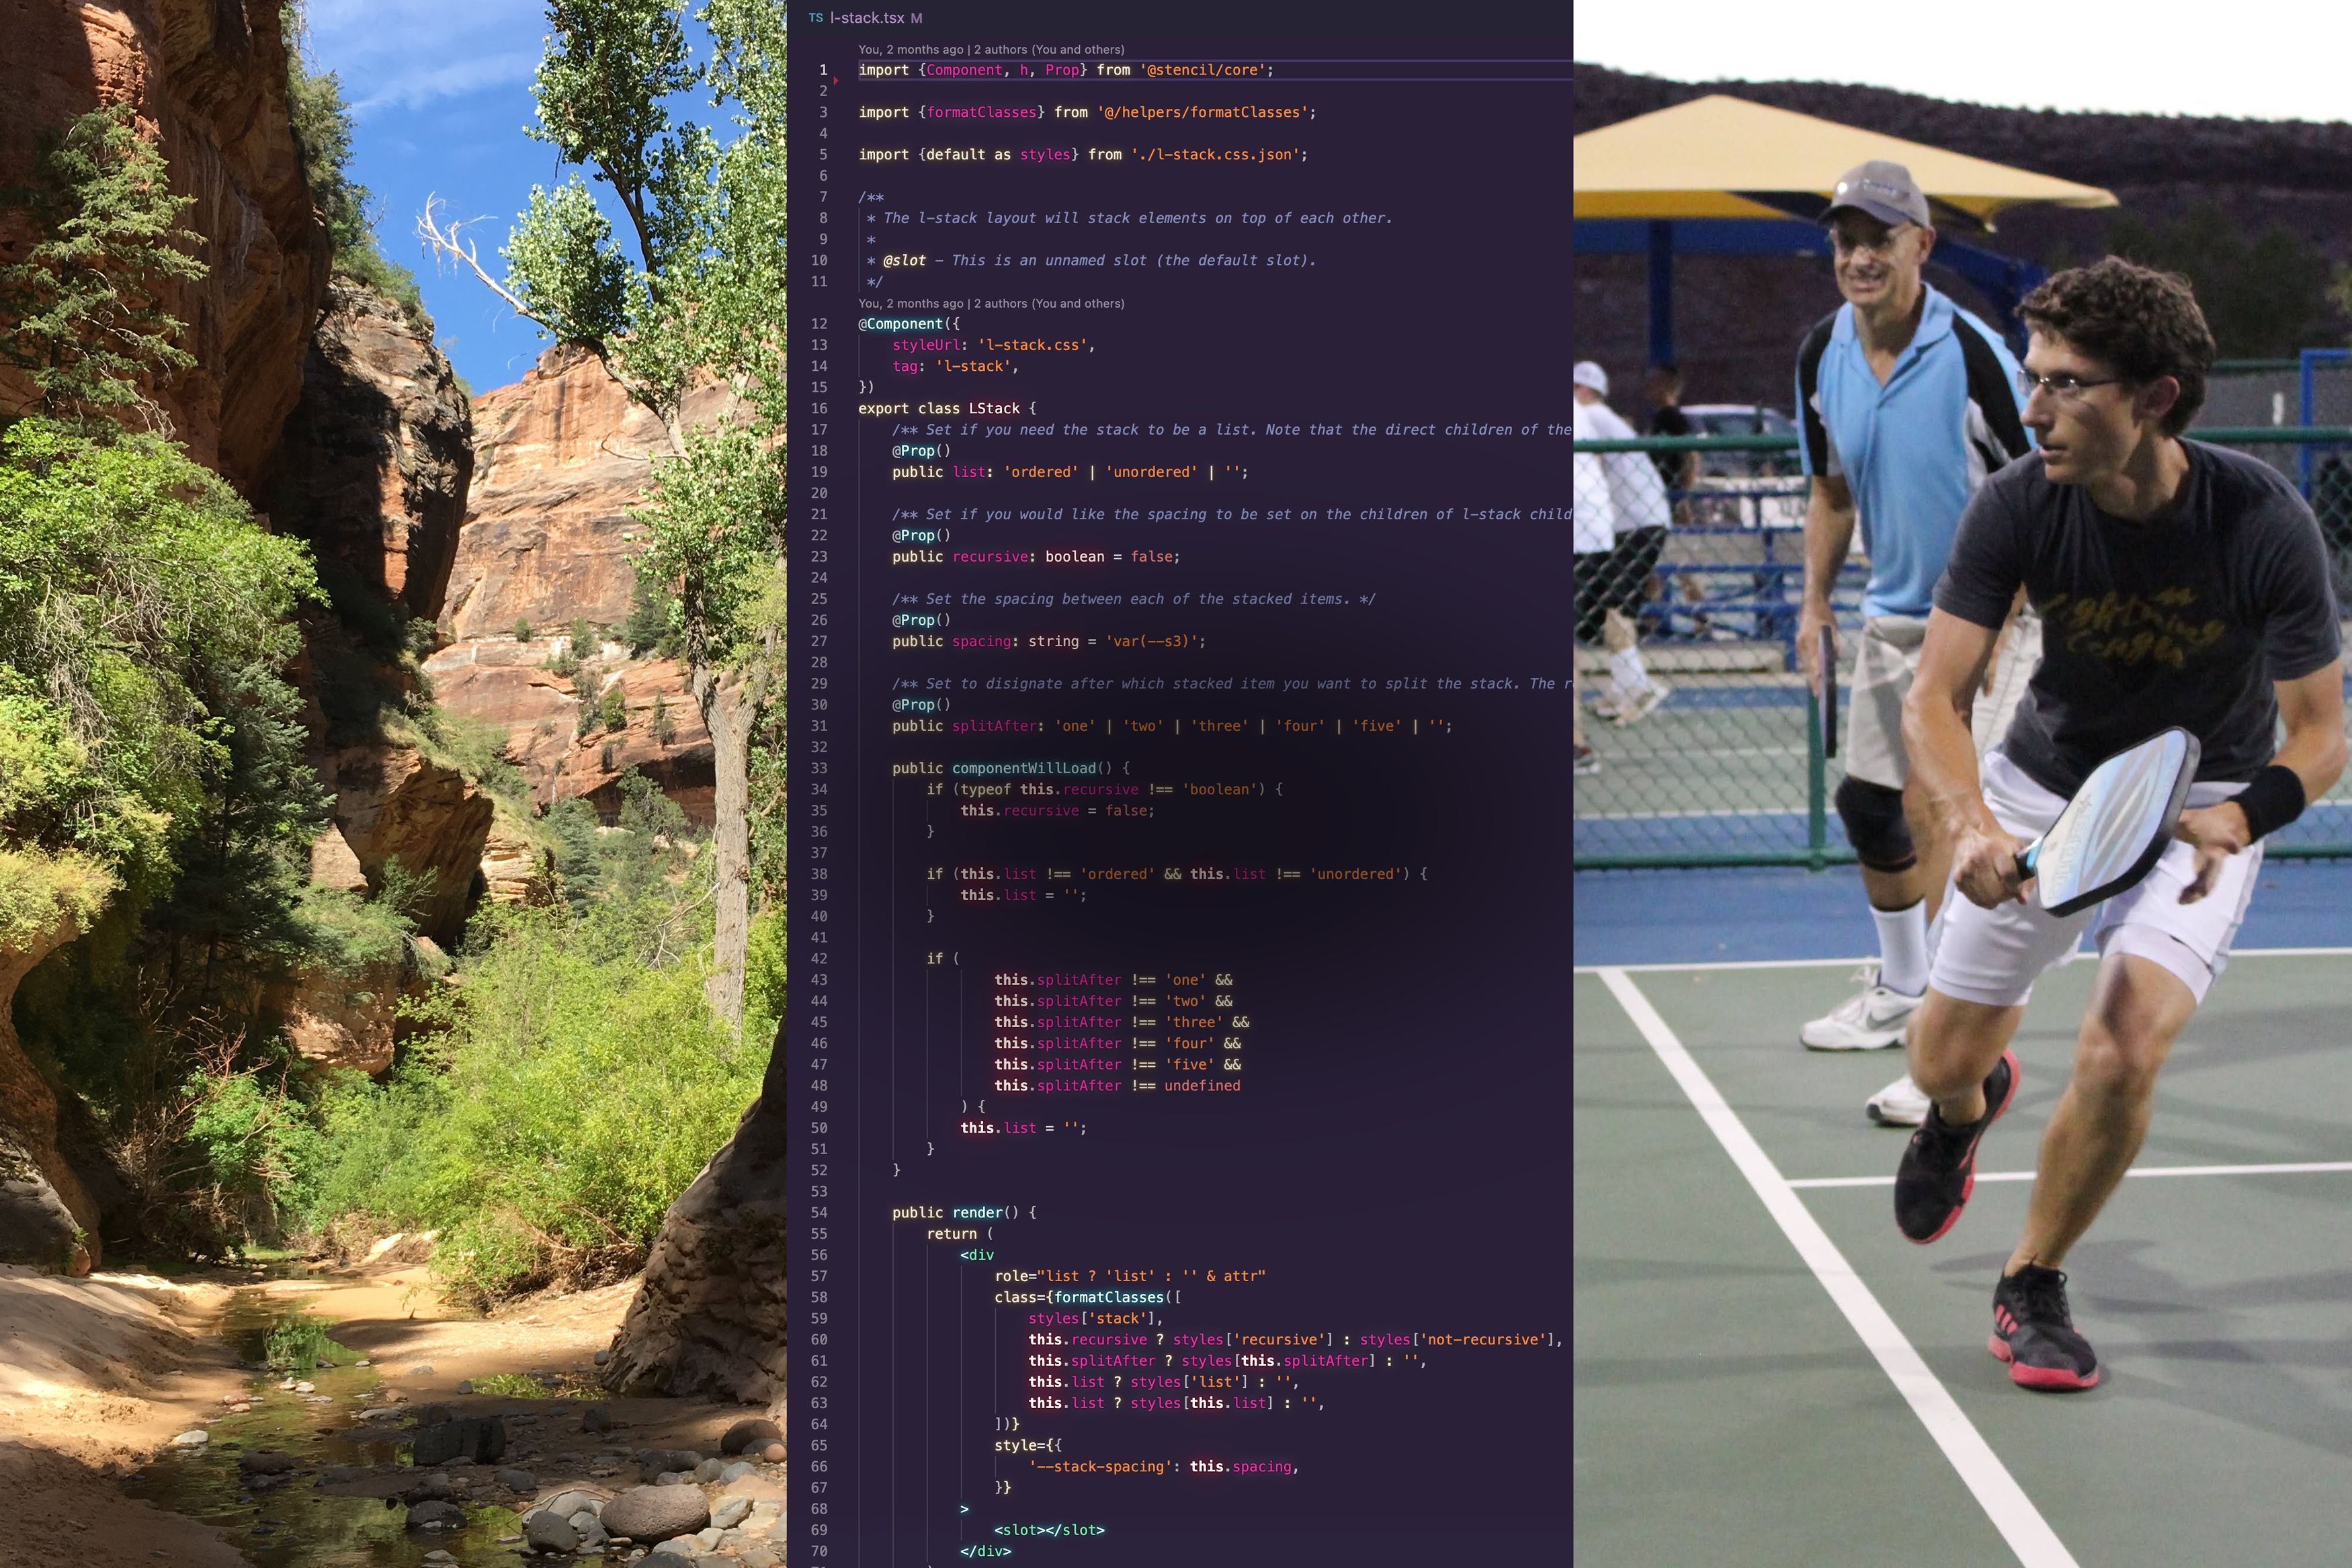 TS l-stack.tsx M
You, 2 months ago | 2 authors (You and others)
1 import {Component, h, Prop} from '@stencil/core';
2
3 import {formatClasses} from '@/helpers/formatClasses';
4
5 import {default as styles} from './l-stack.css.json';
6
7 /**
8 * The l-stack layout will stack elements on top of each other.
9 *
10 * @slot - This is an unnamed slot (the default slot).
11 */
You, 2 months ago | 2 authors (You and others)
12 @Component({
13 styleUrl: 'l-stack.css',
14 tag: 'l-stack',
15 })
16 export class LStack {
17 /** Set if you need the stack to be a list. Note that the direct children of the
18 @Prop()
19 public list: 'ordered' | 'unordered' | '';
20
21 /** Set if you would like the spacing to be set on the children of l-stack child
22 @Prop()
23 public recursive: boolean = false;
24
25 /** Set the spacing between each of the stacked items. */
26 @Prop()
27 public spacing: string = 'var(--s3)';
28
29 /** Set to disignate after which stacked item you want to split the stack. The r
30 @Prop()
31 public splitAfter: 'one' | 'two' | 'three' | 'four' | 'five' | '';
32
33 public componentWillLoad() {
34 if (typeof this.recursive !== 'boolean') {
35 this.recursive = false;
36 }
37
38 if (this.list !== 'ordered' && this.list !== 'unordered') {
39 this.list = '';
40 }
41
42 if (
43 this.splitAfter !== 'one' &&
44 this.splitAfter !== 'two' &&
45 this.splitAfter !== 'three' &&
46 this.splitAfter !== 'four' &&
47 this.splitAfter !== 'five' &&
48 this.splitAfter !== undefined
49 ) {
50 this.list = '';
51 }
52 }
53
54 public render() {
55 return (
56 <div
57 role="list ? 'list' : '' & attr"
58 class={formatClasses([
59 styles['stack'],
60 this.recursive ? styles['recursive'] : styles['not-recursive'],
61 this.splitAfter ? styles[this.splitAfter] : '',
62 this.list ? styles['list'] : '',
63 this.list ? styles[this.list] : '',
64 ])}
65 style={{
66 '--stack-spacing': this.spacing,
67 }}
68 >
69 <slot></slot>
70 </div>